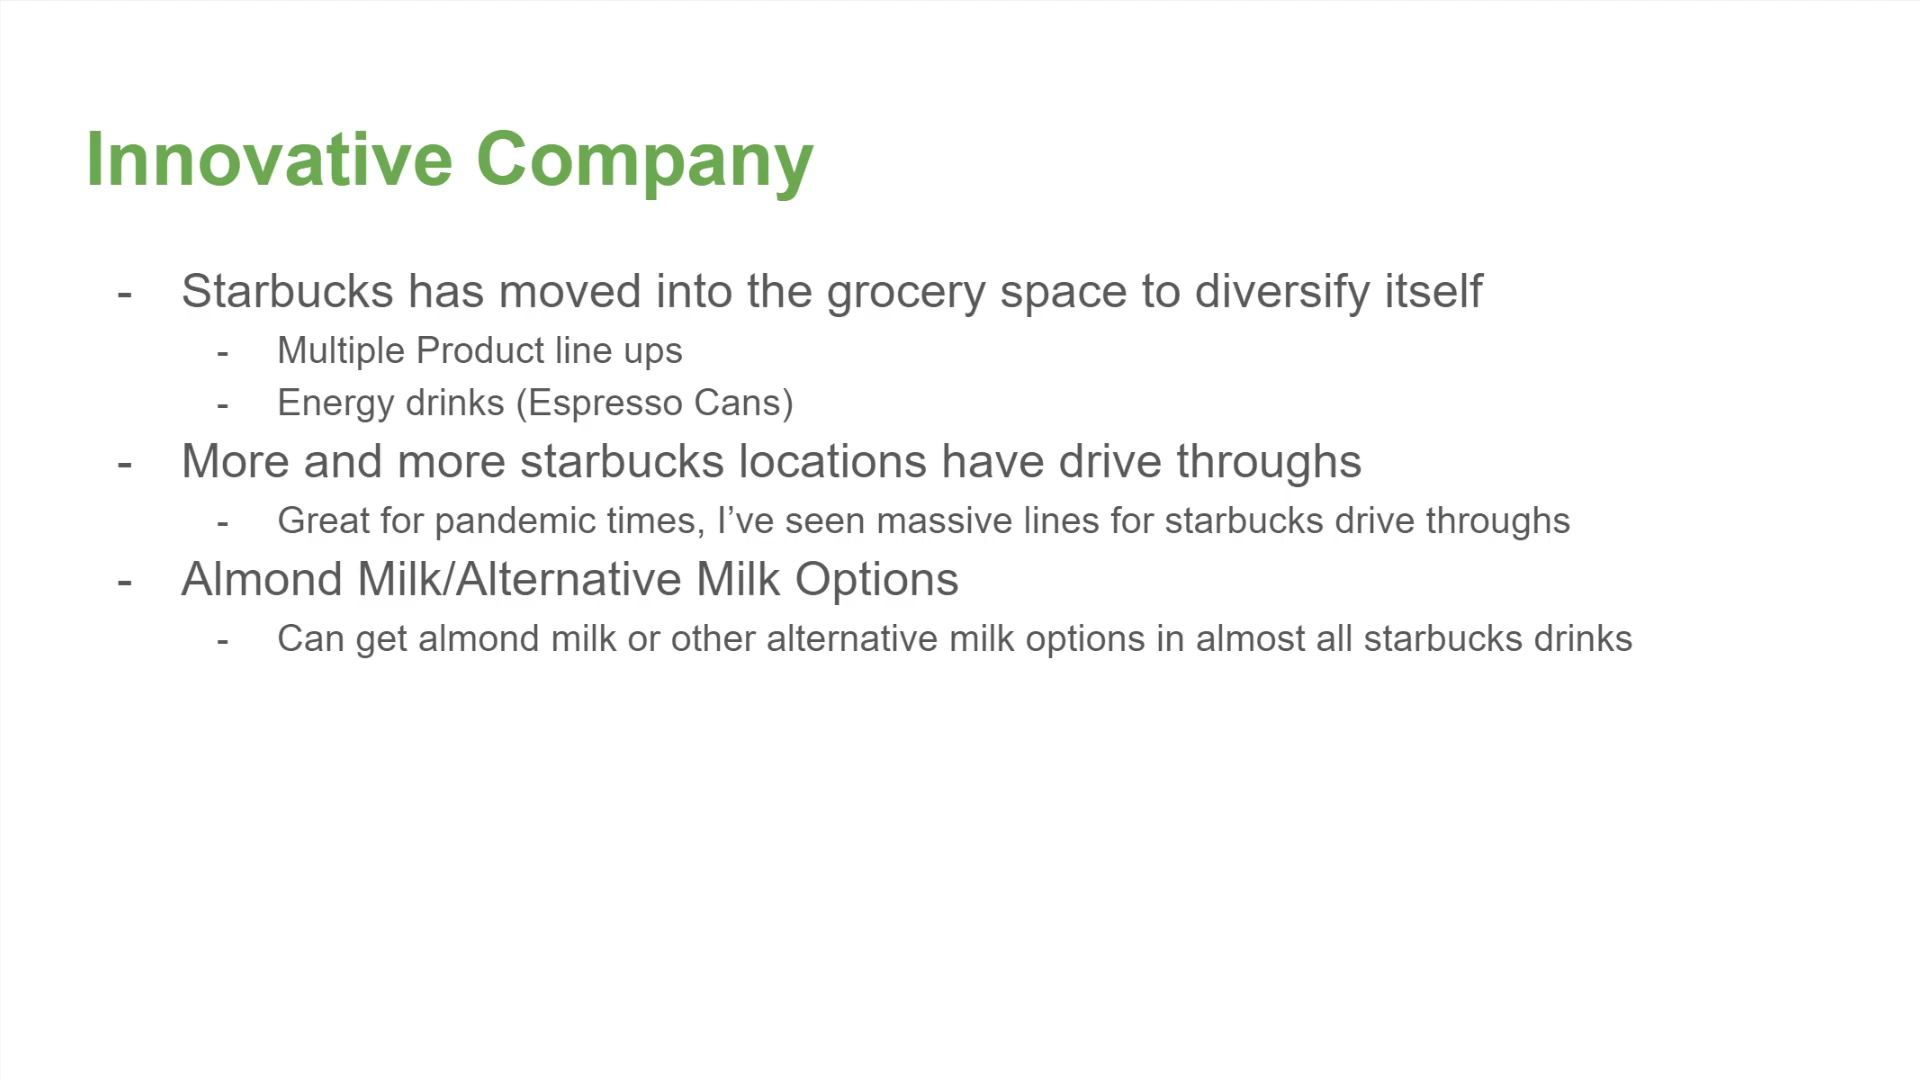 Innovative Company
- Starbucks has moved into the grocery space to diversify itself
- Multiple Product line ups
- Energy drinks (Espresso Cans)
- More and more starbucks locations have drive throughs
- Great for pandemic times, I’ve seen massive lines for starbucks drive throughs
- Almond Milk/Alternative Milk Options
- Can get almond milk or other alternative milk options in almost all starbucks drinks